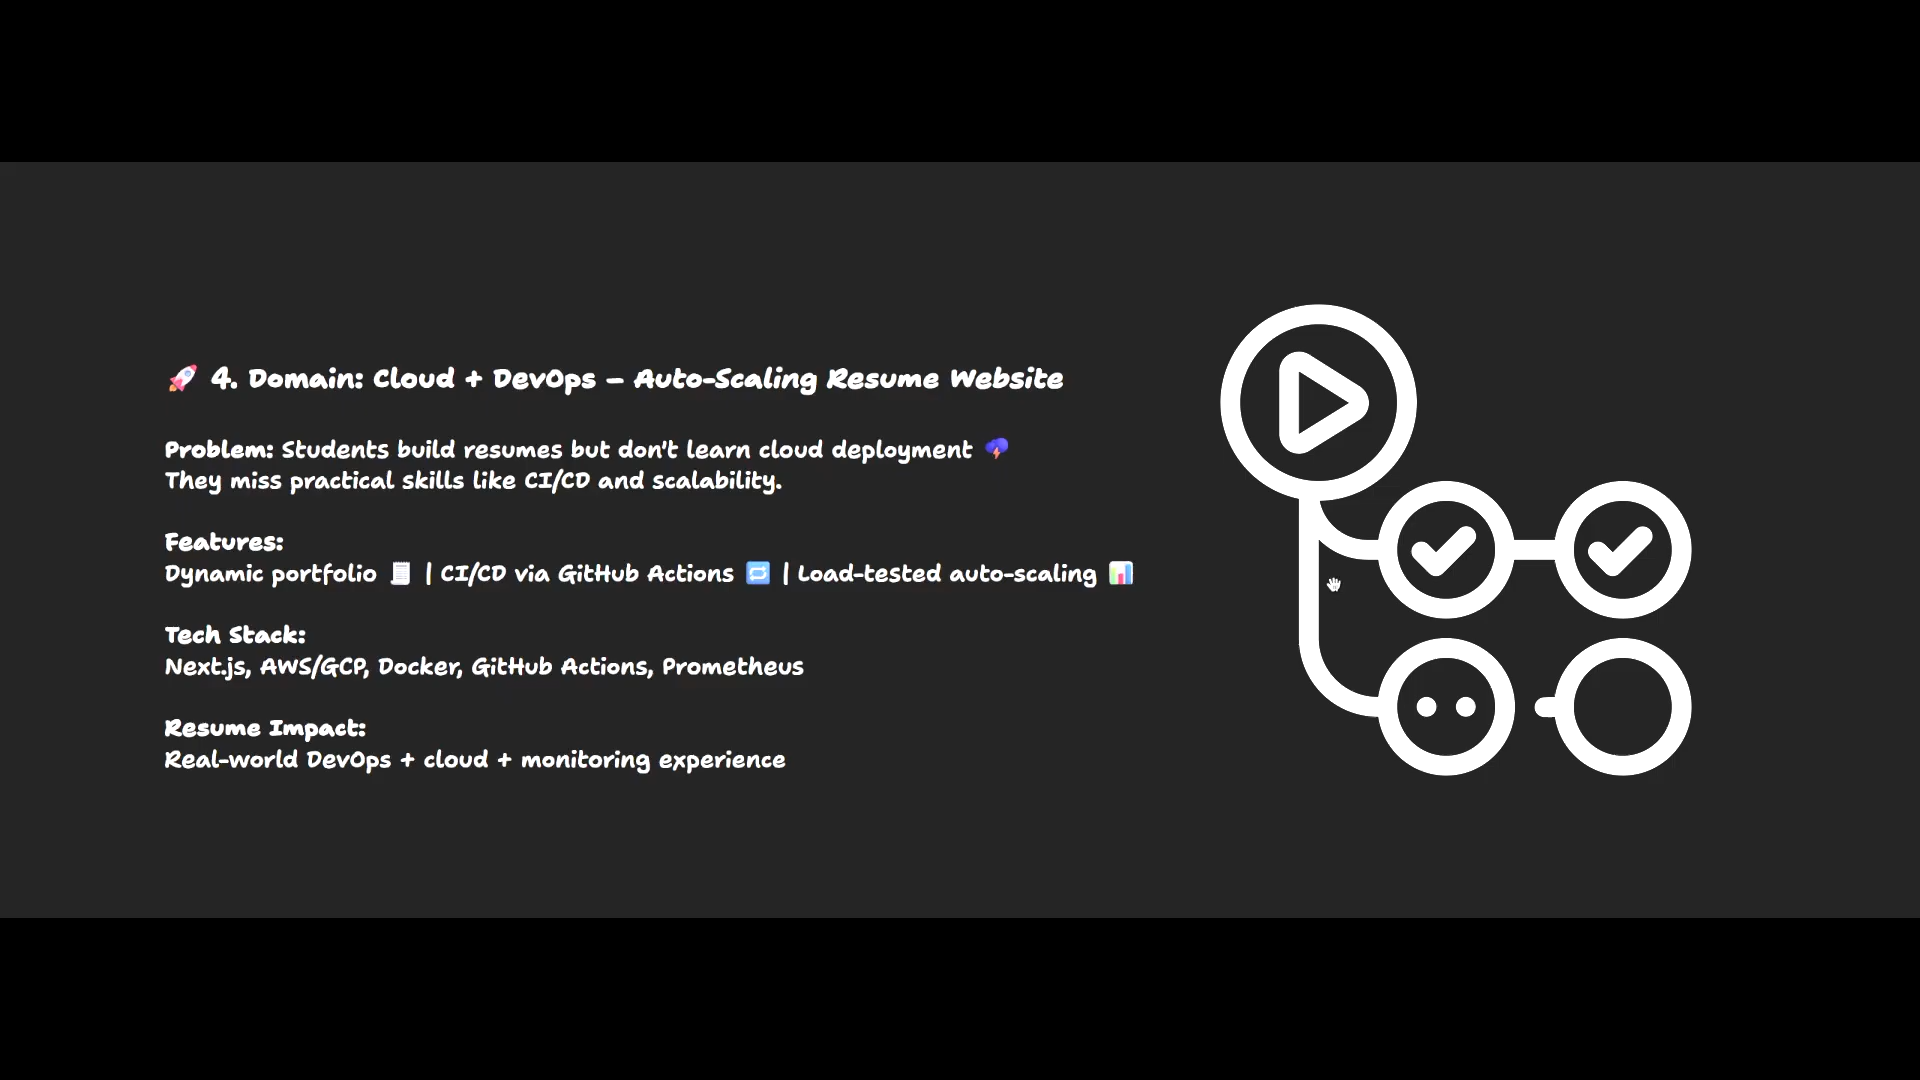 🚀 4. Domain: Cloud + DevOps – Auto-Scaling Resume Website
Problem: Students build resumes but don't learn cloud deployment 🌩️
They miss practical skills like CI/CD and scalability.
Features:
Dynamic portfolio 🧾 | CI/CD via GitHub Actions 🔁 | Load-tested auto-scaling 📊
Tech Stack:
Next.js, AWS/GCP, Docker, GitHub Actions, Prometheus
Resume Impact:
Real-world DevOps + cloud + monitoring experience